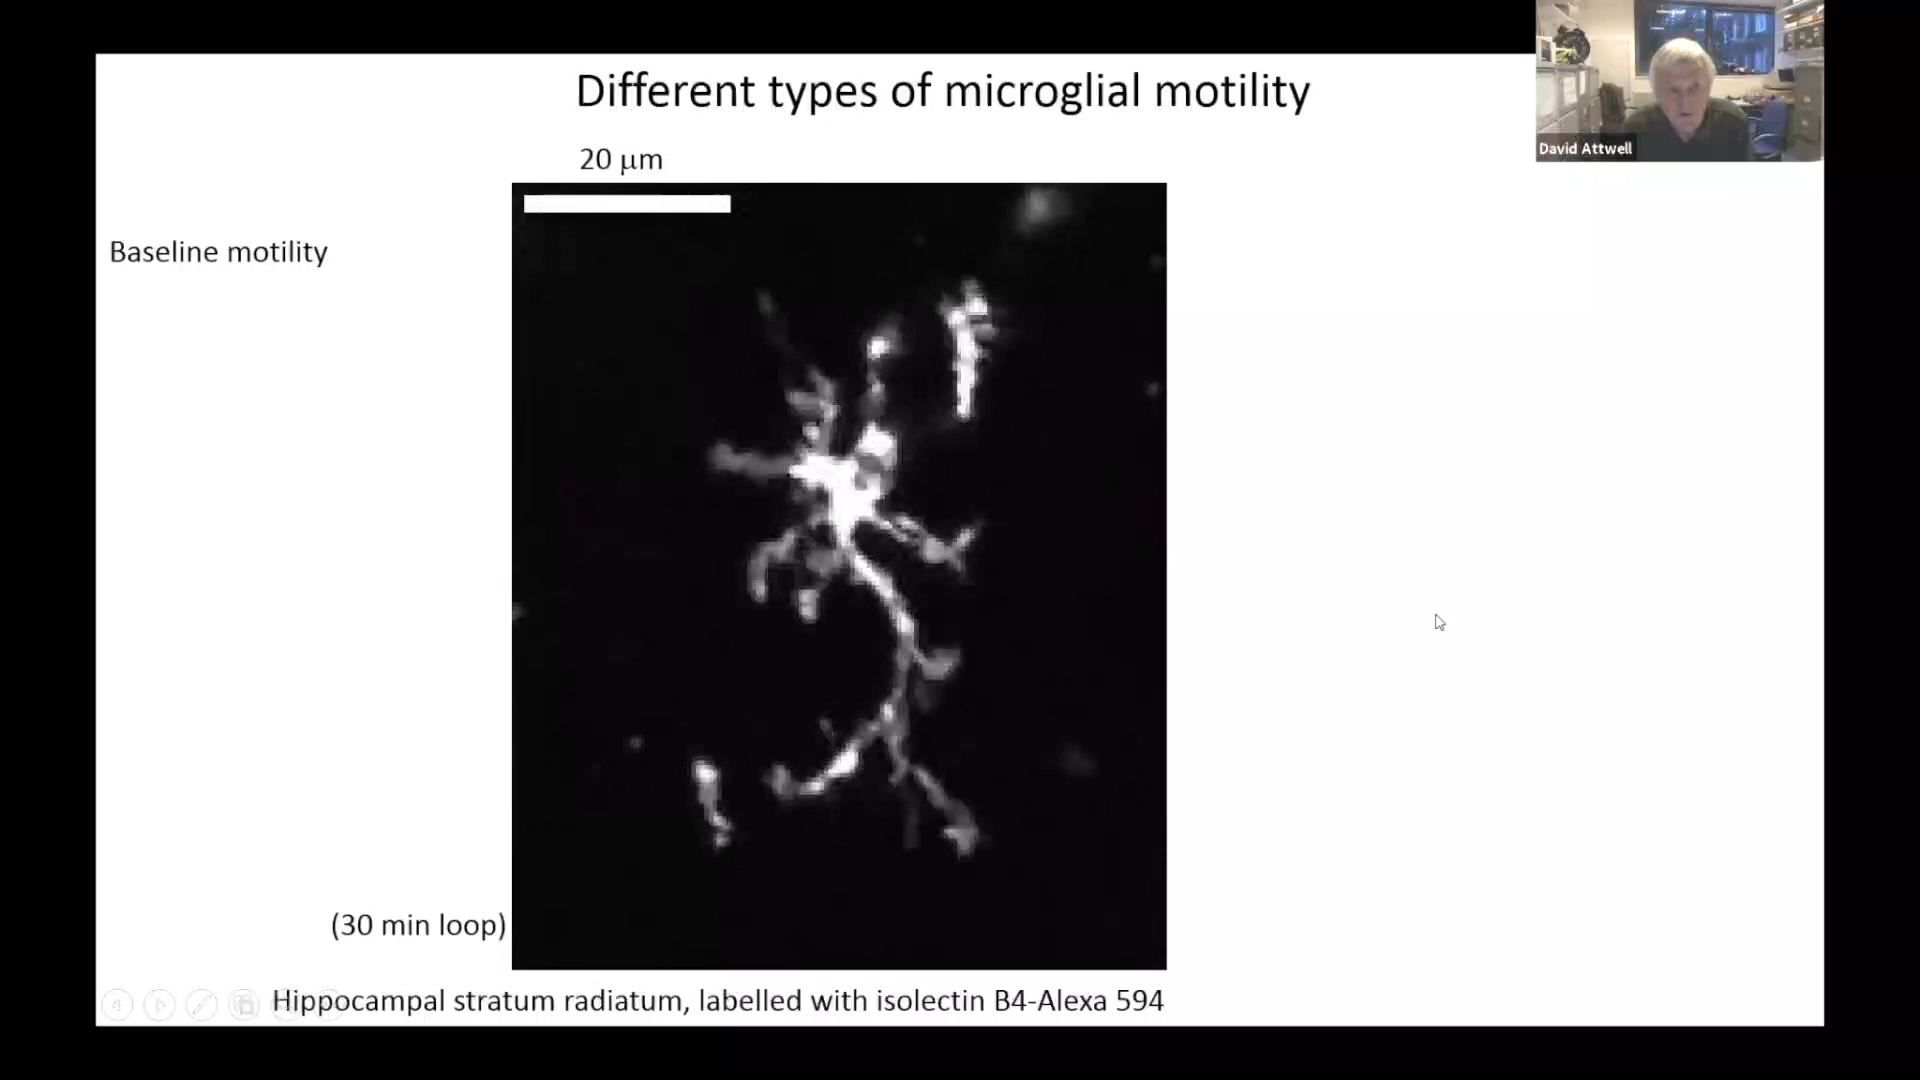 Different types of microglial motility
David Attwell
20 μm
Baseline motility
(30 min loop)
Hippocampal stratum radiatum, labelled with isolectin B4-Alexa 594